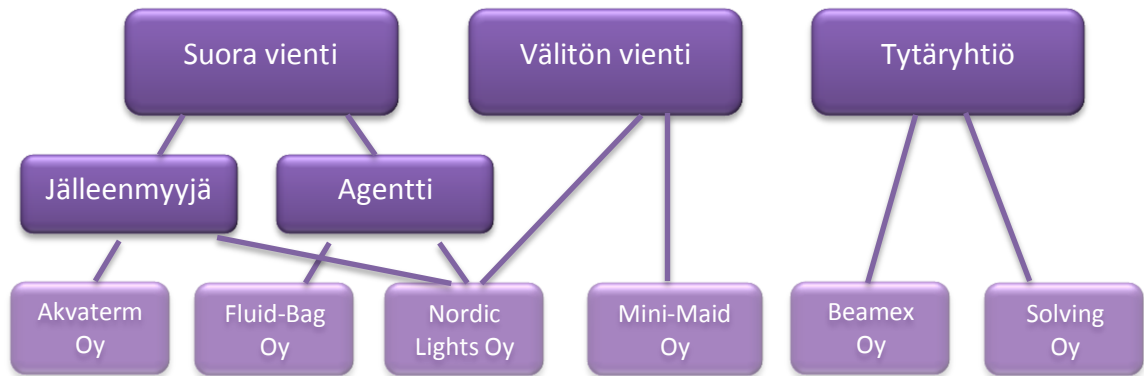 Suora vienti
Välitön vienti
Tytäryhtiö
Jälleenmyyjä
Agentti
Akvaterm
Oy
Fluid-Bag
Oy
Nordic
Lights Oy
Mini-Maid
Oy
Beamex
Oy
Solving
Oy